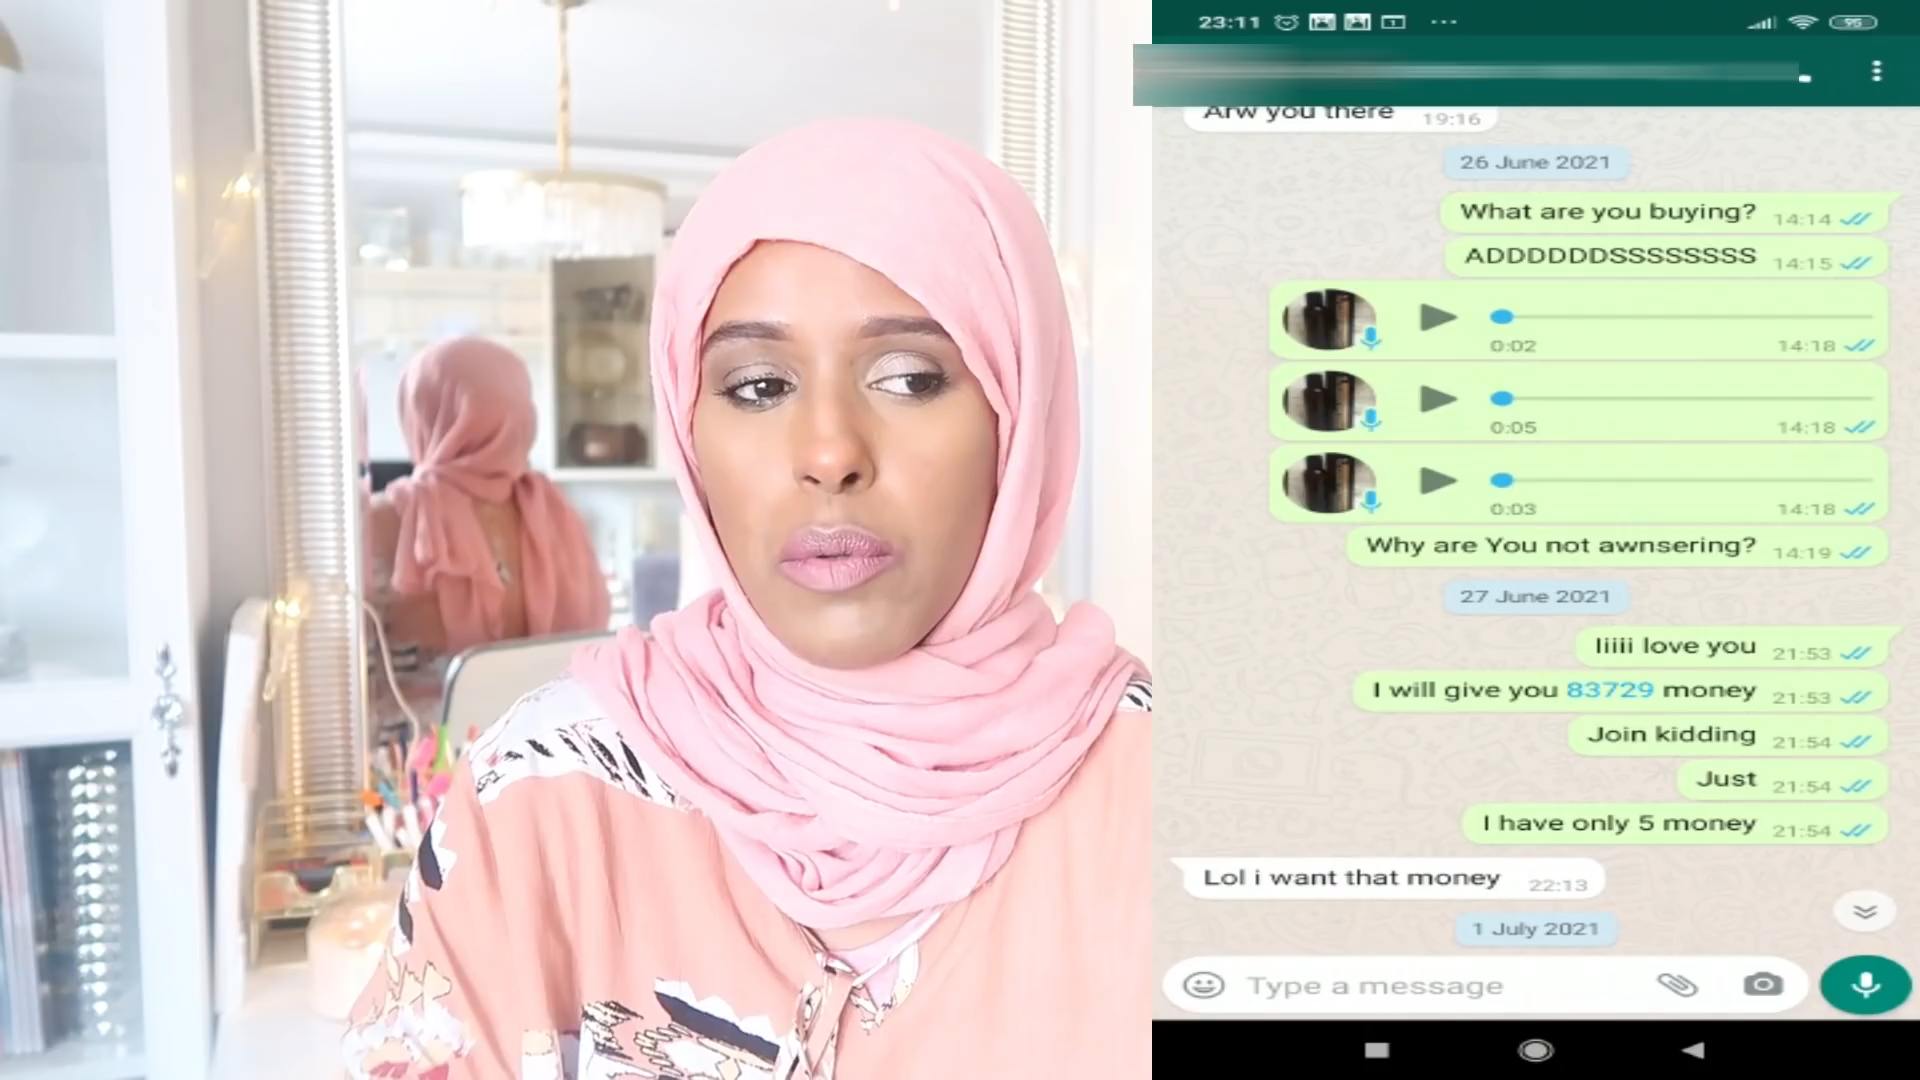 23:11
95
Arw you there 19:16
26 June 2021
What are you buying? 14:14
ADDDDDDSSSSSSSSS 14:15
0:02 14:18
0:05 14:18
0:03 14:18
Why are You not awnsering? 14:19
27 June 2021
Iiiii love you 21:53
I will give you 83729 money 21:53
Join kidding 21:54
Just 21:54
I have only 5 money 21:54
Lol i want that money 22:13
1 July 2021
Type a message